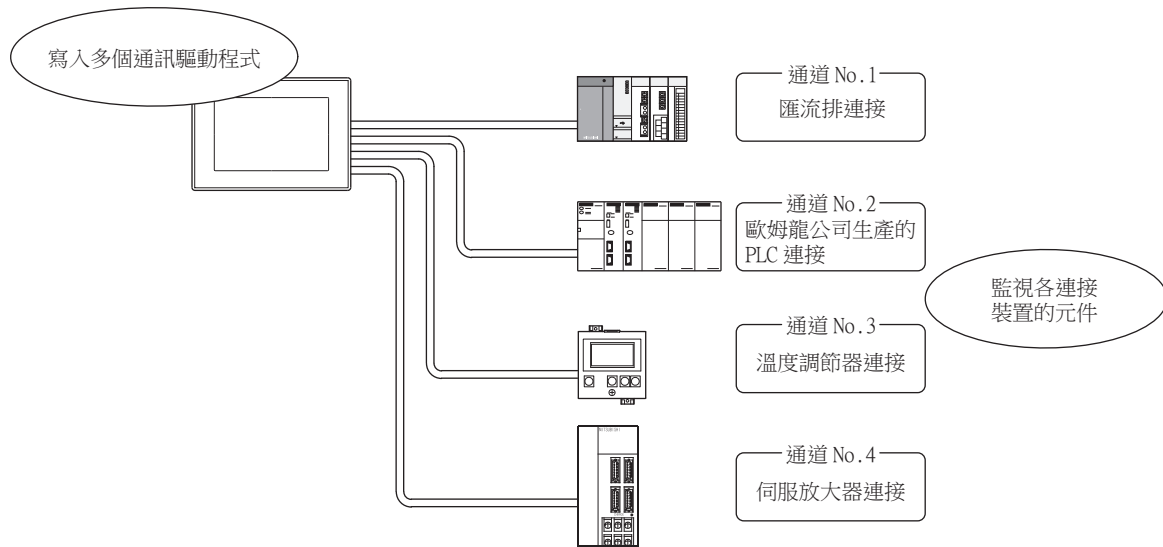 寫入多個通訊驅動程式
通道 No.1
匯流排連接
通道 No.2
歐姆龍公司生產的
PLC 連接
監視各連接
裝置的元件
通道 No.3
溫度調節器連接
MITSUBISHI
通道 No.4
伺服放大器連接